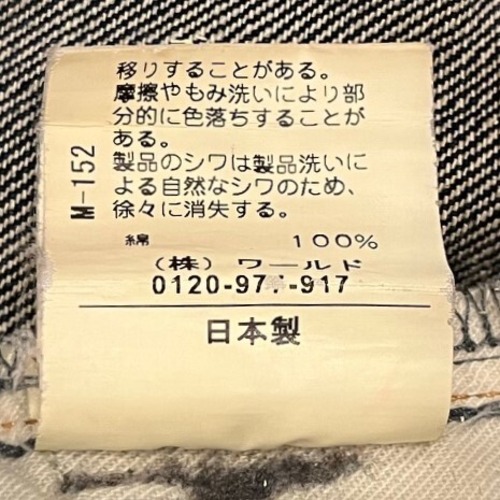 移りすることがある。
摩擦やもみ洗いにより部
分的に色落ちすることが
ある。
製品のシワは製品洗いに
よる自然なシワのため、
徐々に消失する。
M-152
綿 100%
(株) ワールド
日本製